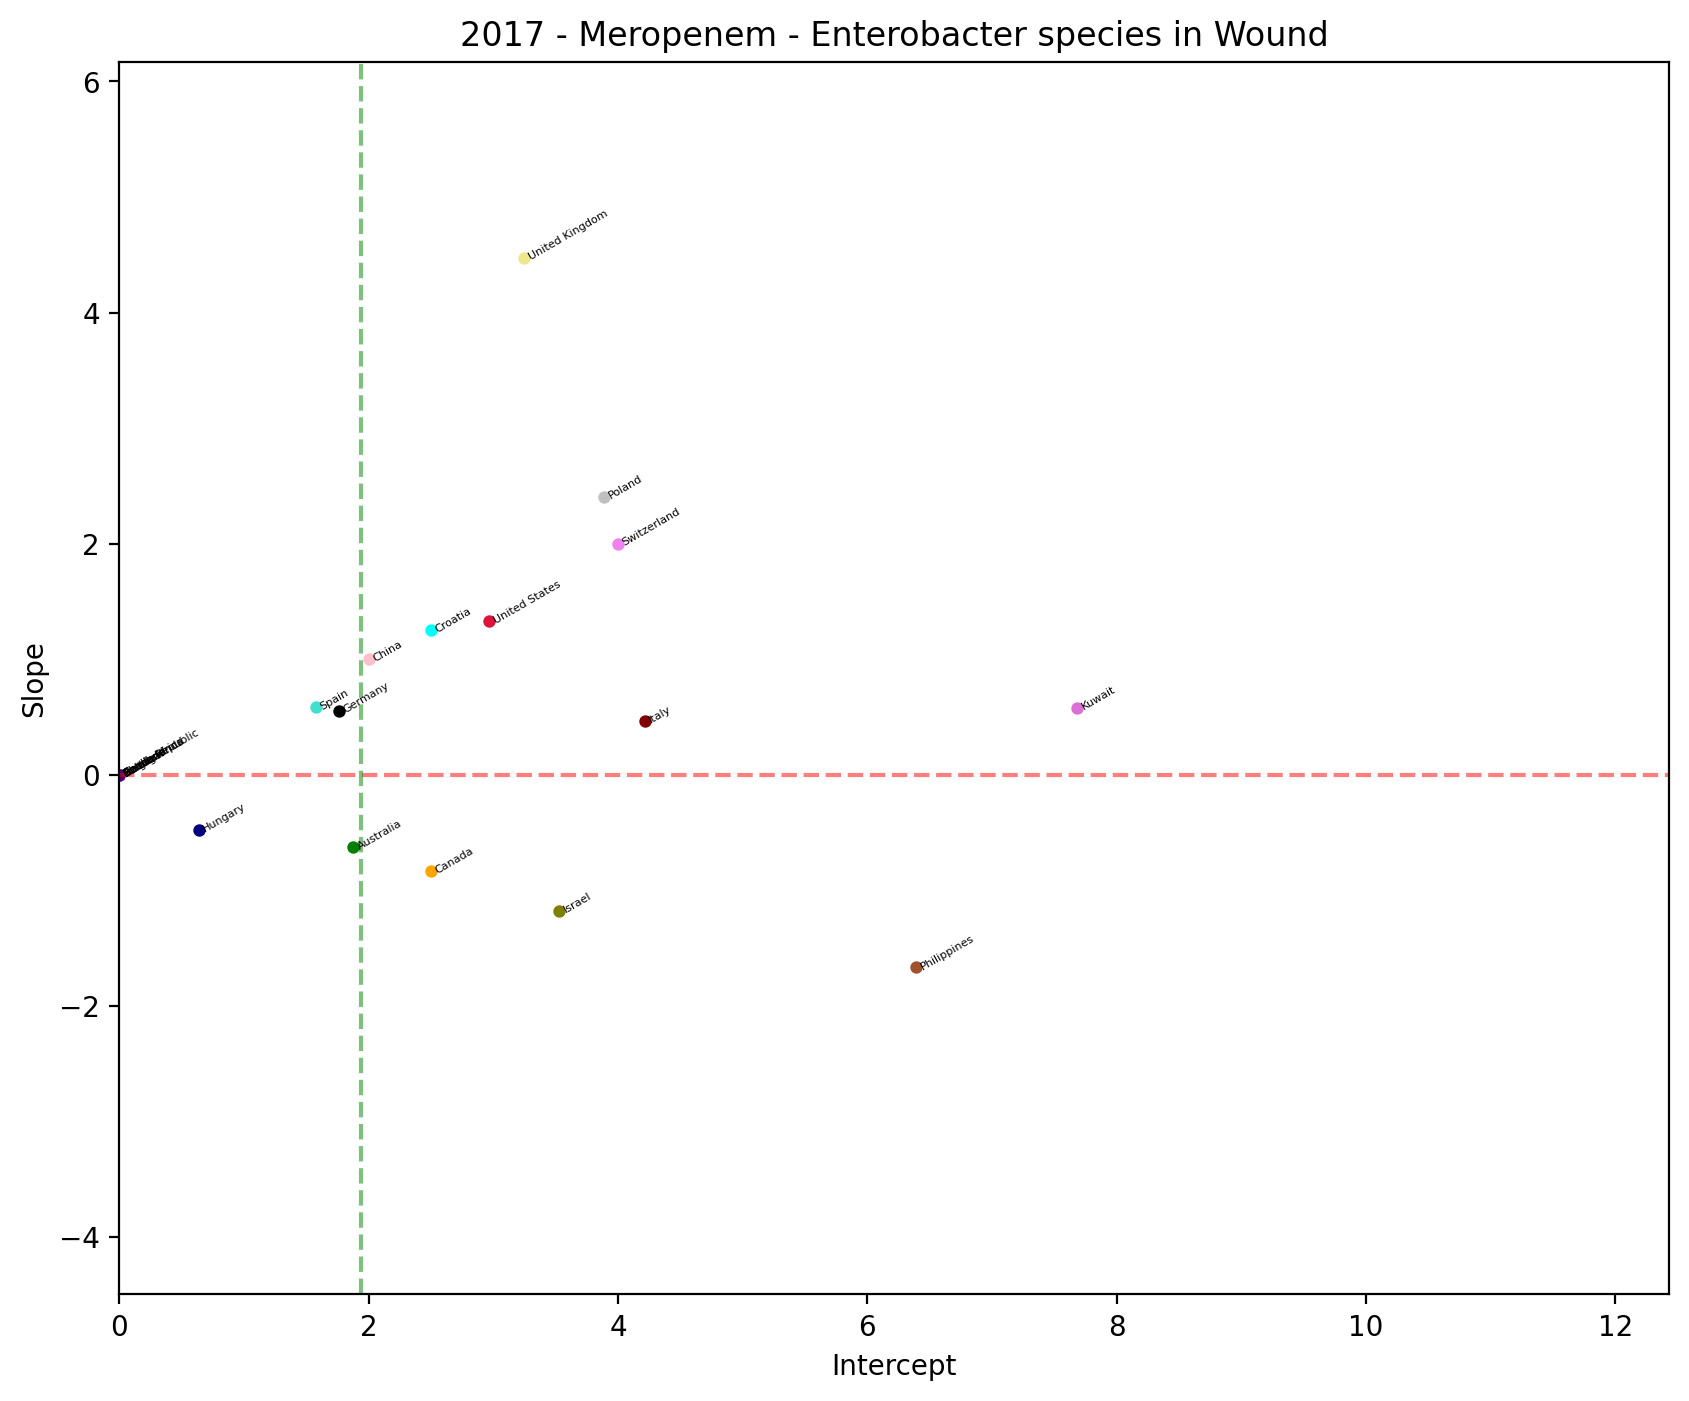 2017 - Meropenem - Enterobacter species in Wound
6
United Kingdom
4
Poland
Switzerland
2
United States
Croatia
China
Spain
Germany
Italy
Kuwait
0
Hungary
Australia
Canada
Israel
Philippines
−2
−4
Slope
0 2 4 6 8 10 12
Intercept